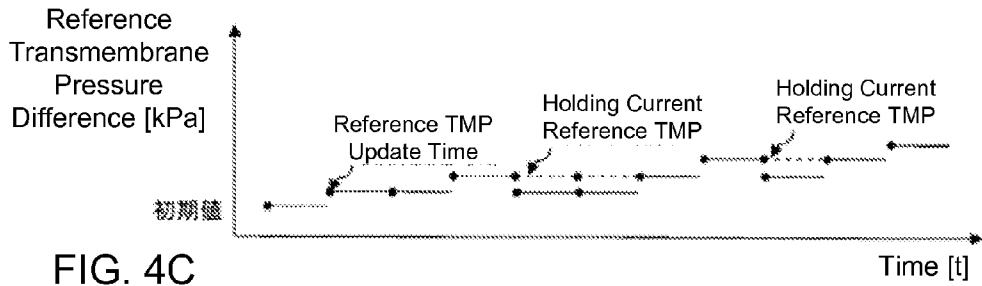 Reference
Transmembrane
Pressure
Difference [kPa]
Reference TMP
Update Time
Holding Current
Reference TMP
Holding Current
Reference TMP
初期値
Time [t]
FIG. 4C